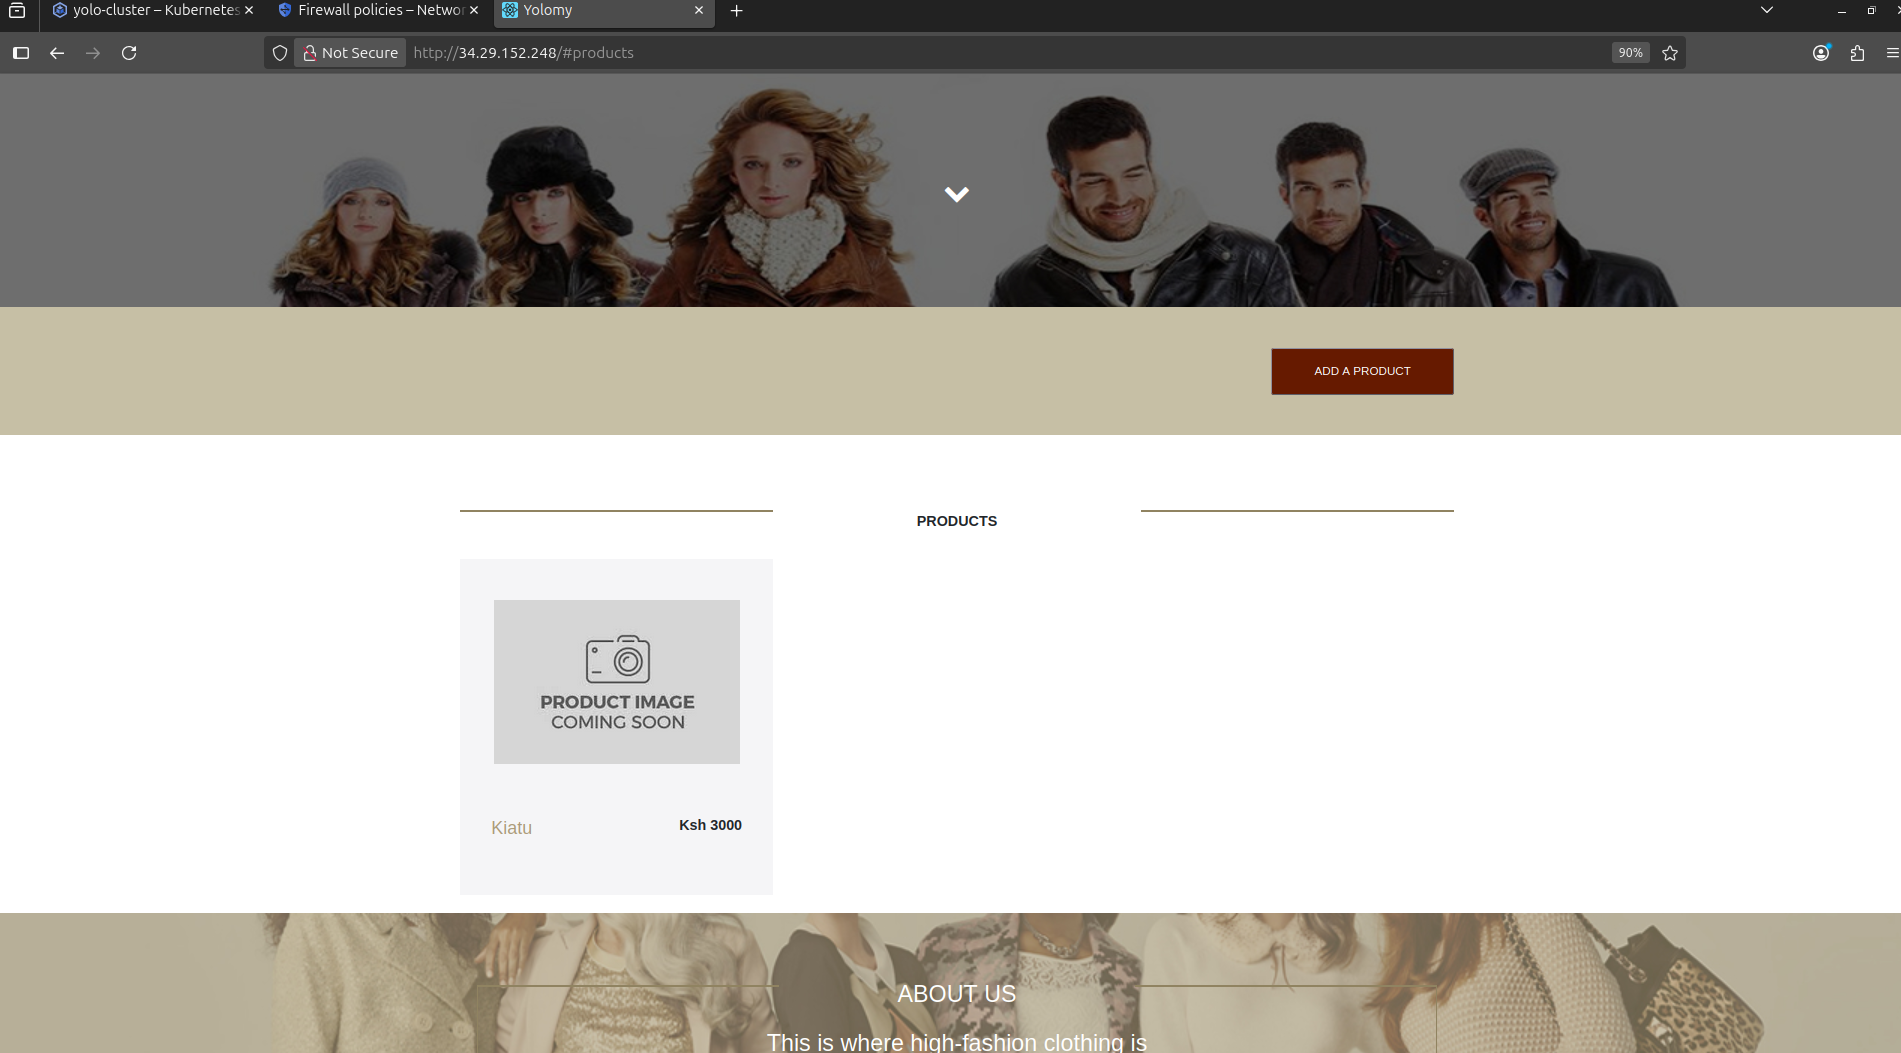 yolo-cluster – Kubernetes
Firewall policies – Networ
Yolomy
Not Secure
http://34.29.152.248/#products
90%
ADD A PRODUCT
PRODUCTS
PRODUCT IMAGE
COMING SOON
Kiatu
Ksh 3000
ABOUT US
This is where high-fashion clothing is